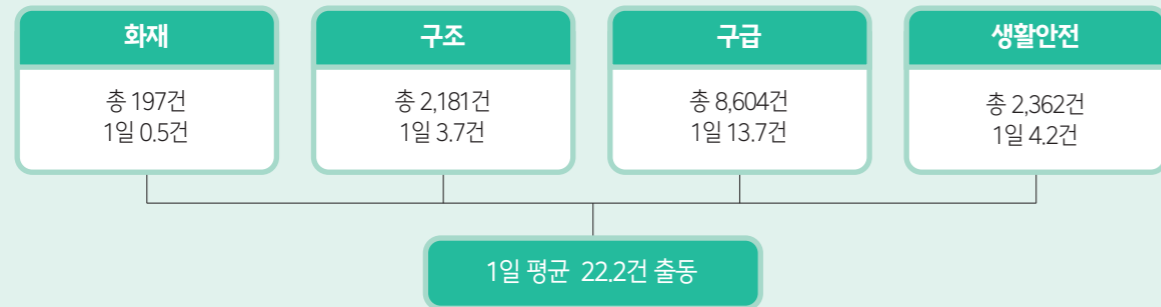 화재
총 197건
1일 0.5건
구조
총 2,181건
1일 3.7건
구급
총 8,604건
1일 13.7건
생활안전
총 2,362건
1일 4.2건
1일 평균 22.2건 출동